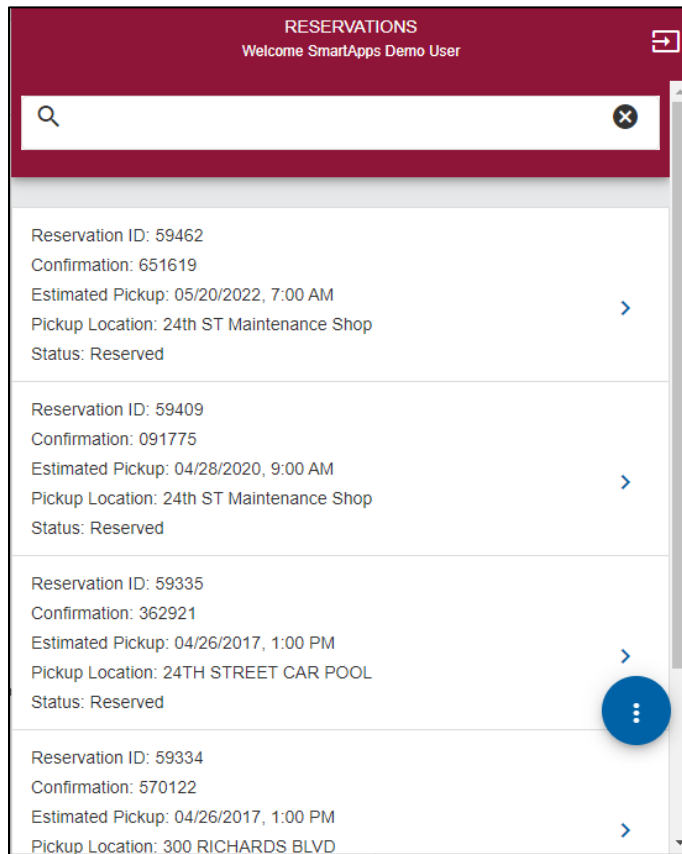 RESERVATIONS
Welcome SmartApps Demo User
Reservation ID: 59462
Confirmation: 651619
Estimated Pickup: 05/20/2022, 7:00 AM
Pickup Location: 24th ST Maintenance Shop
Status: Reserved
Reservation ID: 59409
Confirmation: 091775
Estimated Pickup: 04/28/2020, 9:00 AM
Pickup Location: 24th ST Maintenance Shop
Status: Reserved
Reservation ID: 59335
Confirmation: 362921
Estimated Pickup: 04/26/2017, 1:00 PM
Pickup Location: 24TH STREET CAR POOL
Status: Reserved
Reservation ID: 59334
Confirmation: 570122
Estimated Pickup: 04/26/2017, 1:00 PM
Pickup Location: 300 RICHARDS BLVD